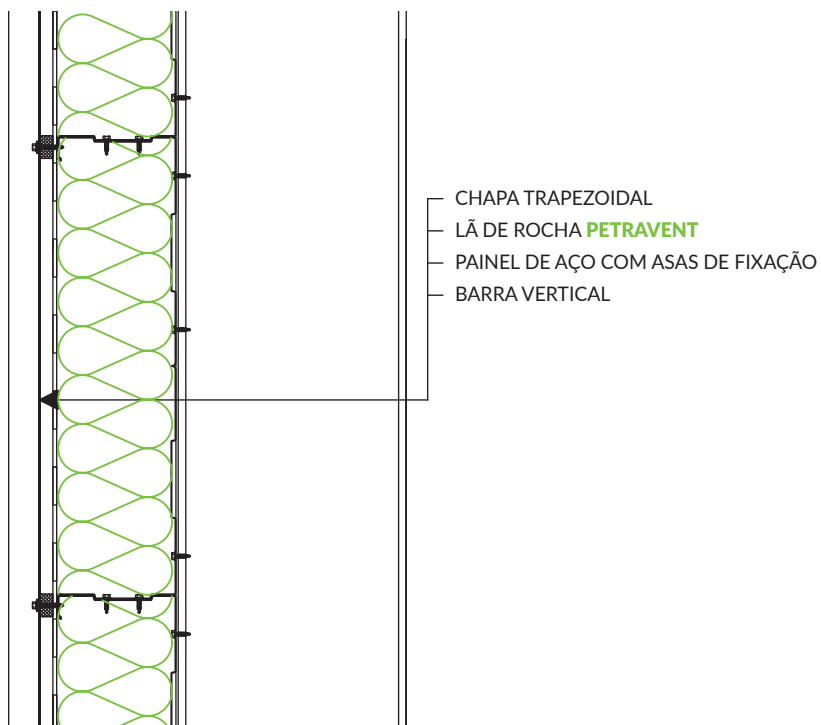 CHAPA TRAPEZOIDAL
LÃ DE ROCHA PETRAVENT
PAINEL DE AÇO COM ASAS DE FIXAÇÃO
BARRA VERTICAL